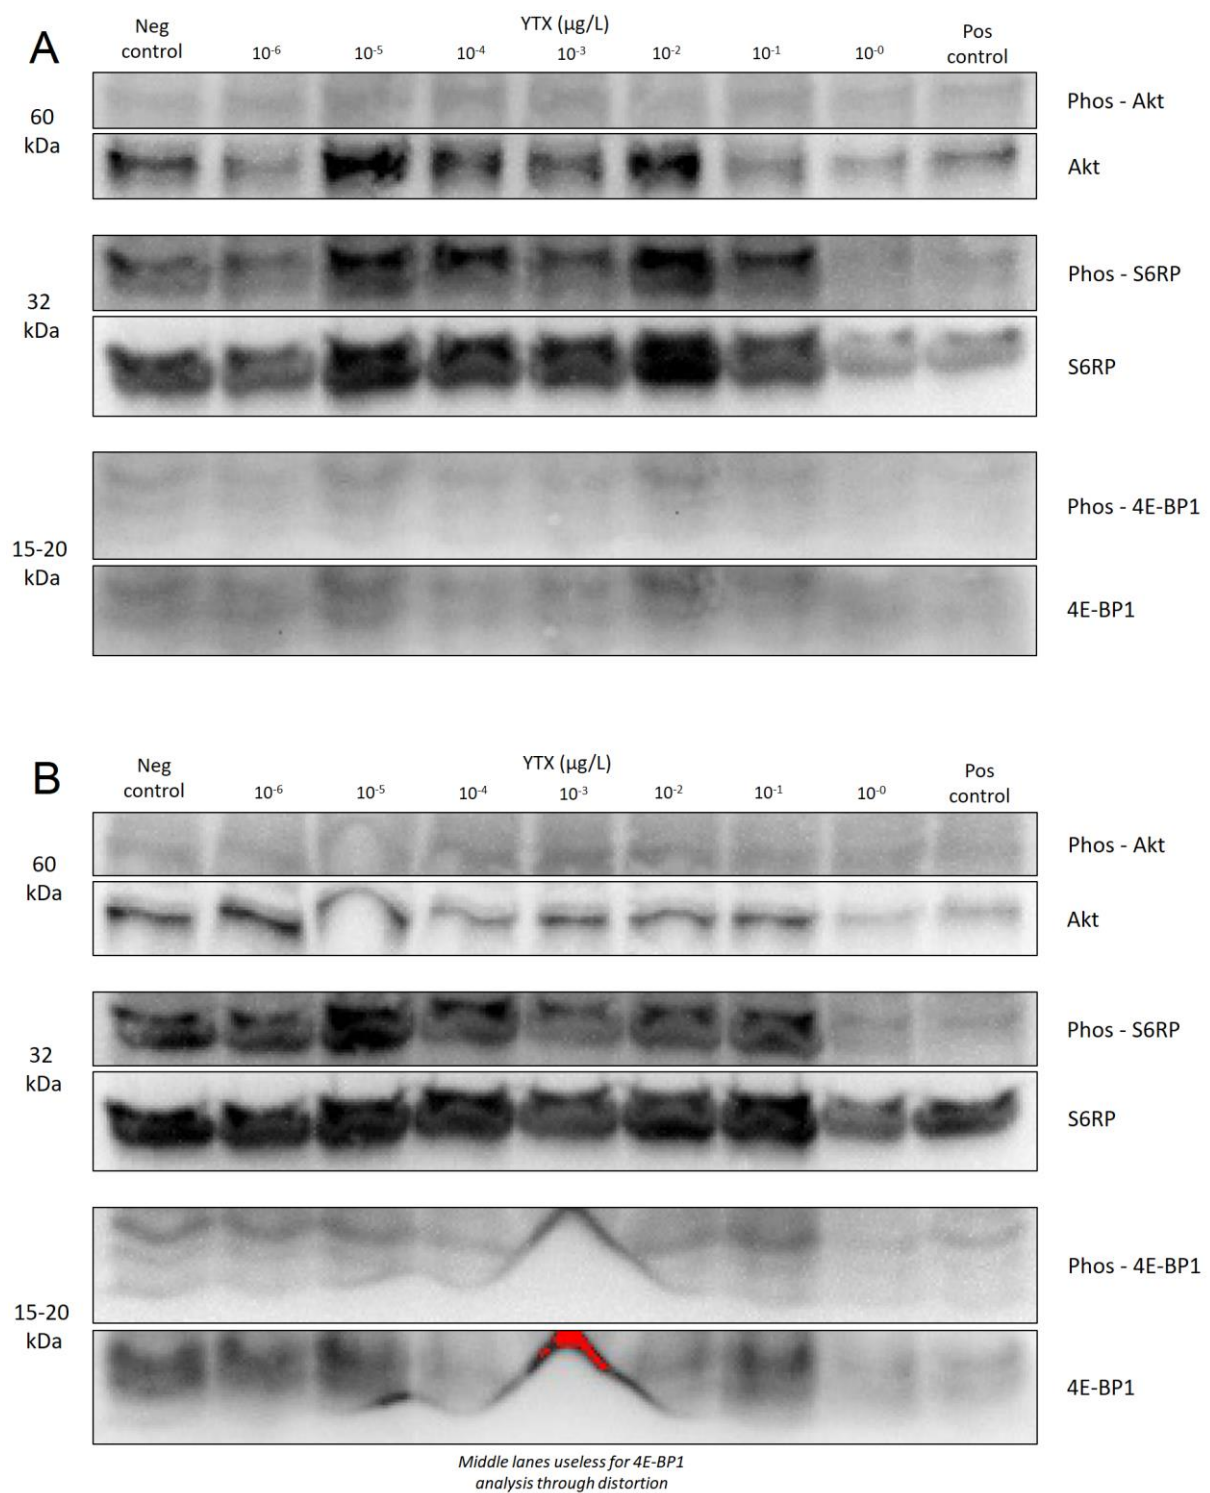 A
Neg
control
YTX (µg/L)
10⁻⁶
10⁻⁵
10⁻⁴
10⁻³
10⁻²
10⁻¹
10⁻⁰
Pos
control
60
kDa
Phos - Akt
Akt
32
kDa
Phos - S6RP
S6RP
15-20
kDa
Phos - 4E-BP1
4E-BP1
B
Neg
control
YTX (µg/L)
10⁻⁶
10⁻⁵
10⁻⁴
10⁻³
10⁻²
10⁻¹
10⁻⁰
Pos
control
60
kDa
Phos - Akt
Akt
32
kDa
Phos - S6RP
S6RP
15-20
kDa
Phos - 4E-BP1
4E-BP1
Middle lanes useless for 4E-BP1
analysis through distortion